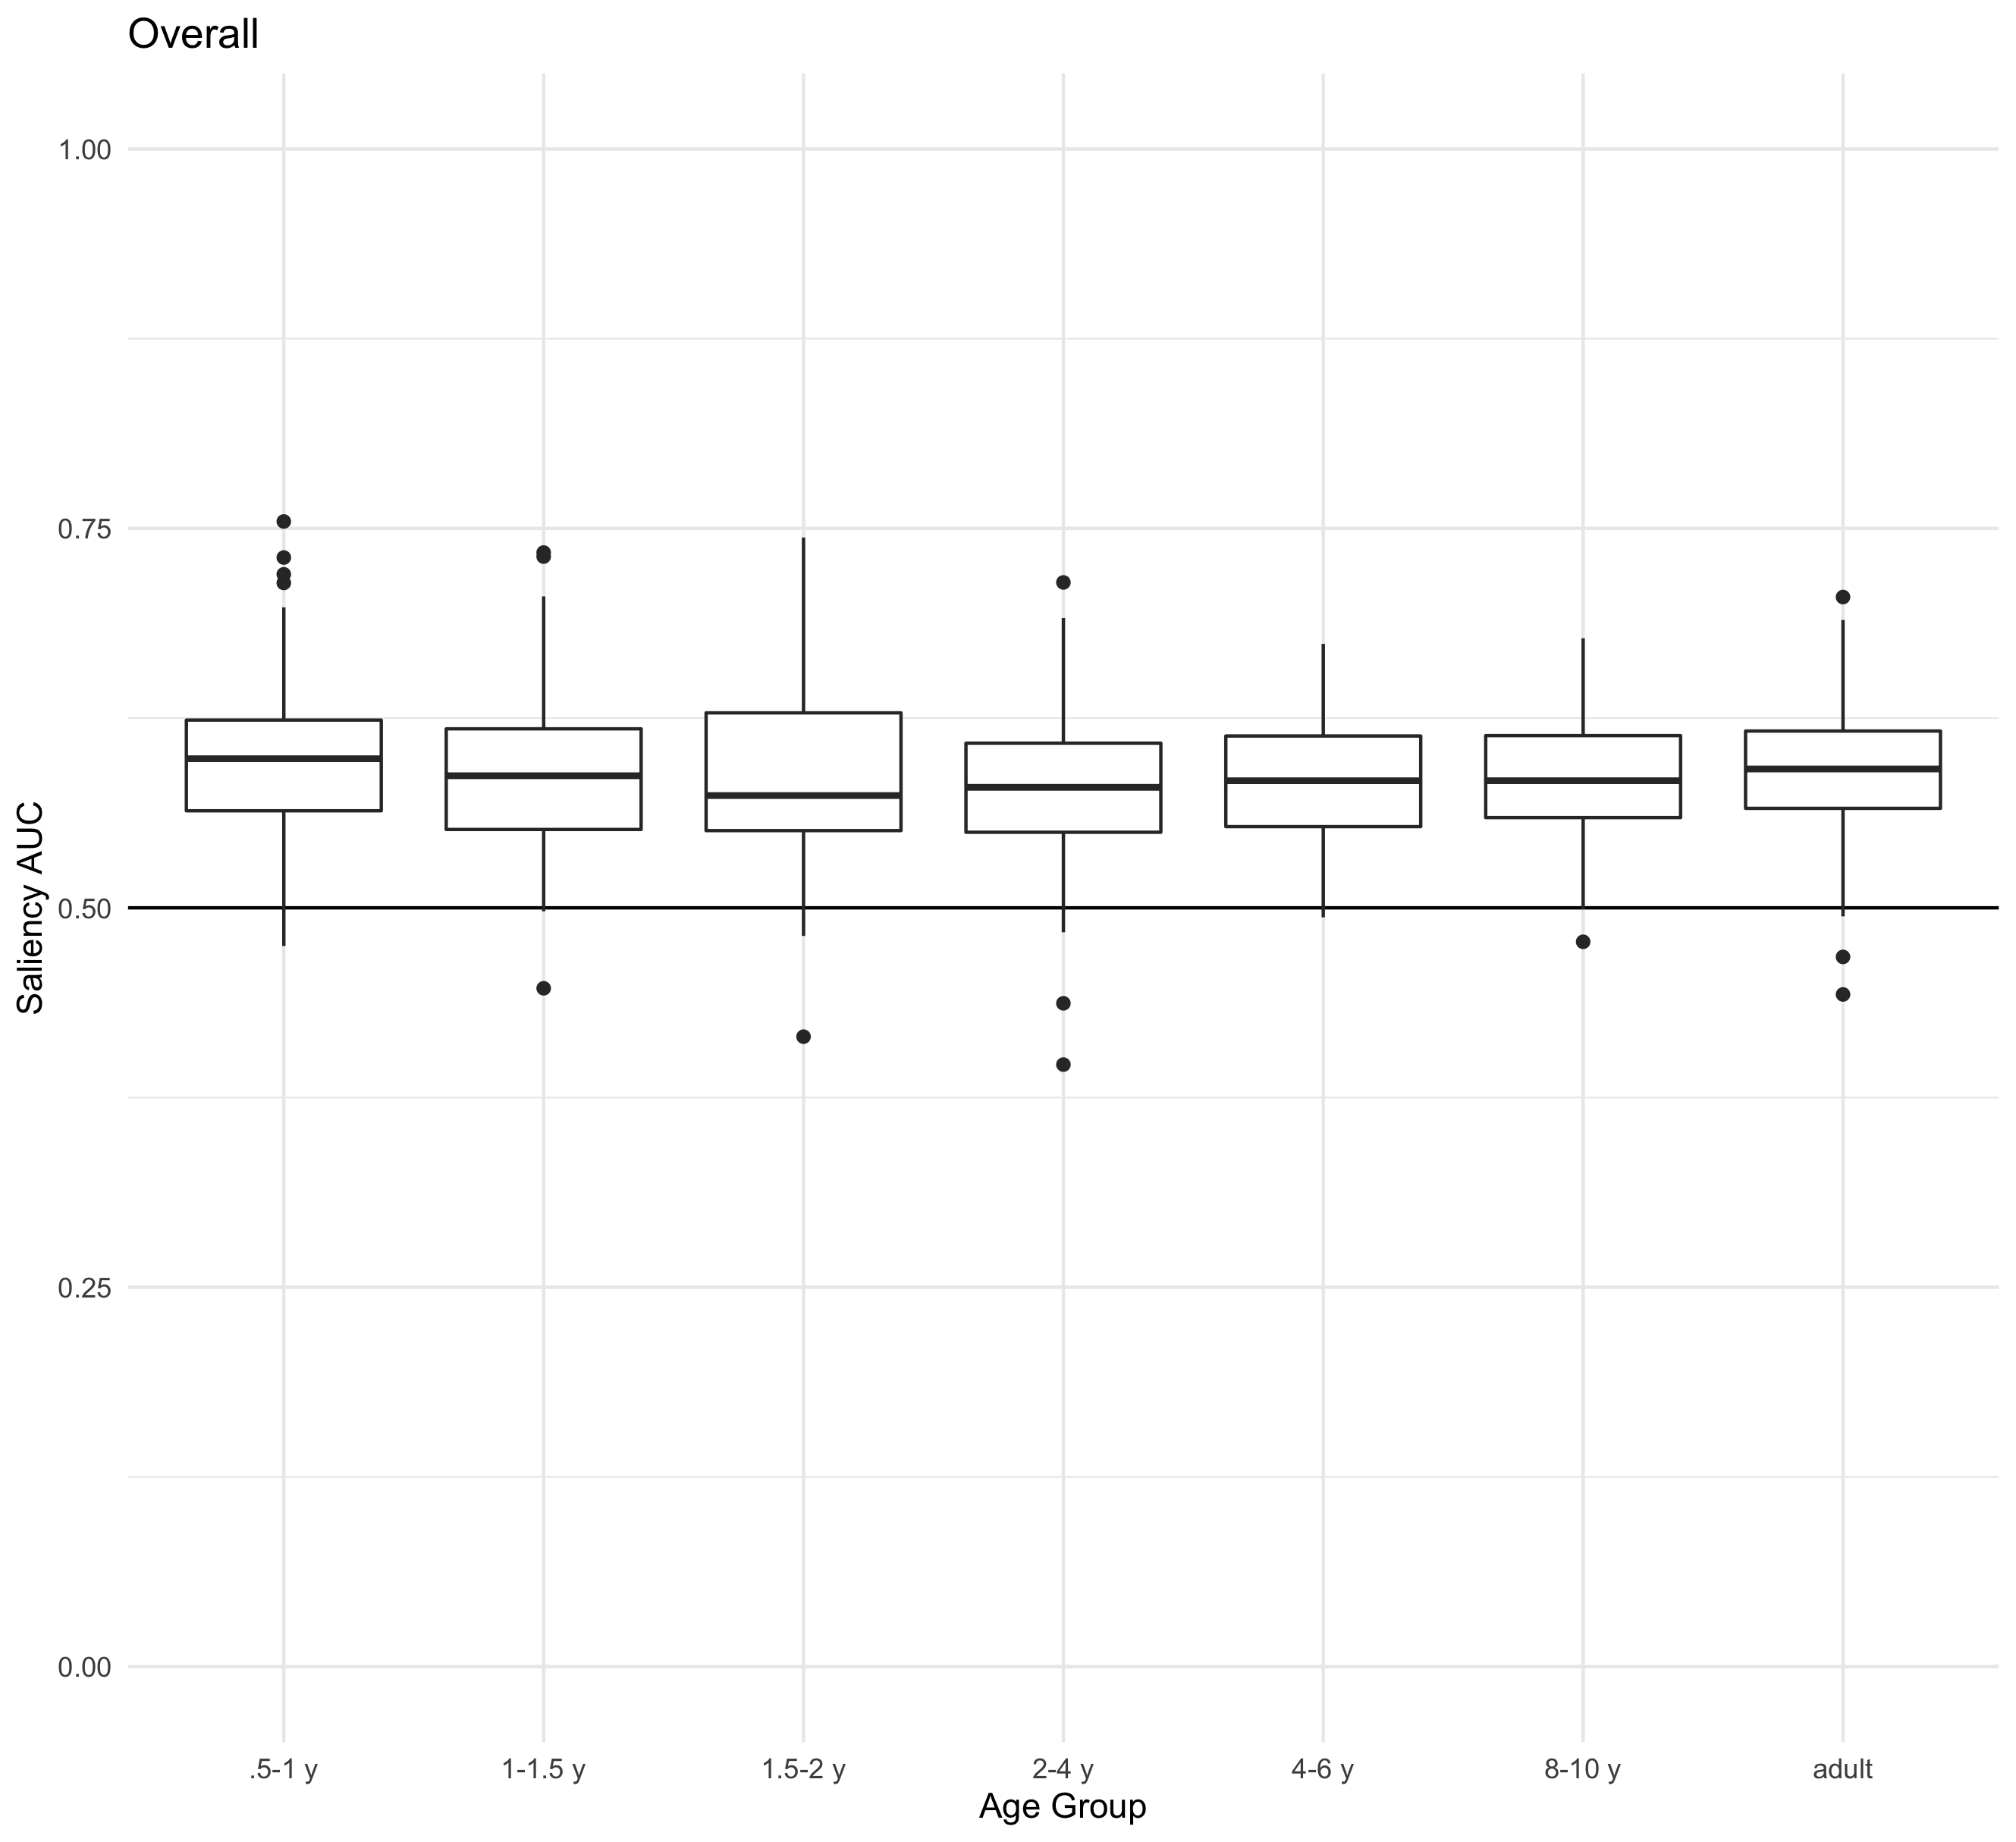 Overall
1.00
0.75
0.50
0.25
0.00
Saliency AUC
.5-1 y
1-1.5 y
1.5-2 y
2-4 y
4-6 y
8-10 y
adult
Age Group